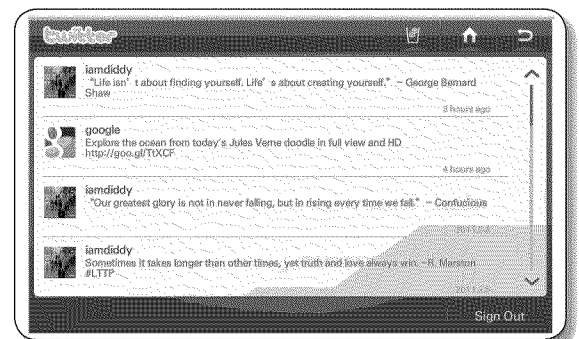 twitter
iamdiddy
"Life isn't about finding yourself. Life's about creating yourself." - George Bernard
Shaw
3 hours ago
google
Explore the ocean from today's Jules Verne doodle in full view and HD
http://goo.gl/TtXCF
4 hours ago
iamdiddy
"Our greatest glory is not in never falling, but in rising every time we fall." - Confucious
iamdiddy
Sometimes it takes longer than other times, yet truth and love always win. -R. Marston
#LTTP
Sign Out